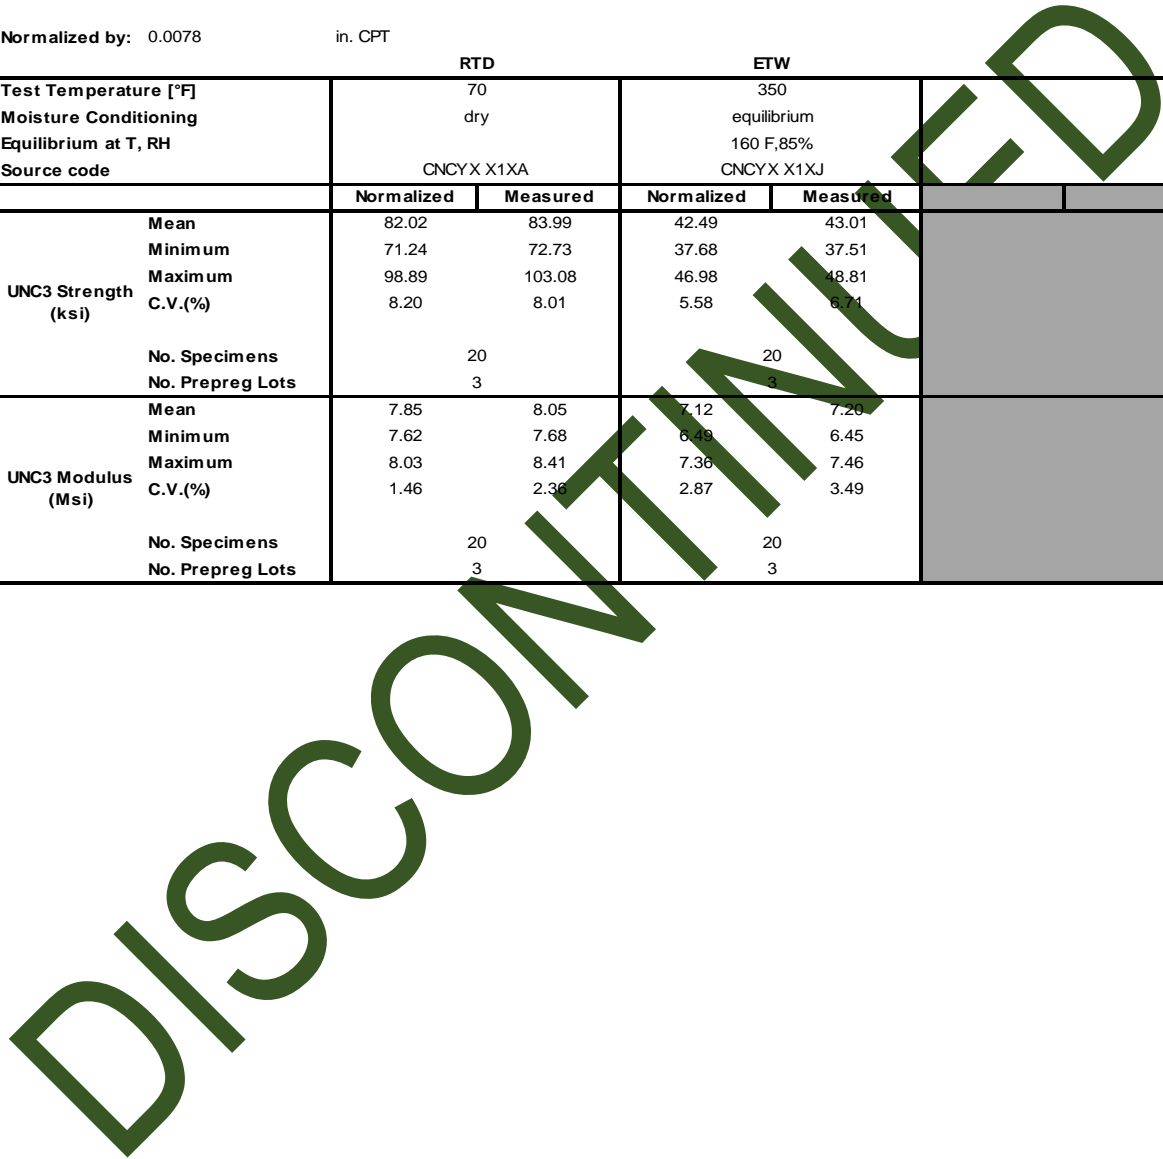 Normalized by: 0.0078 in. CPT
RTD ETW
Test Temperature [°F] 70 350
Moisture Conditioning dry equilibrium
Equilibrium at T, RH 160 F,85%
Source code CNCYX X1XA CNCYX X1XJ
Normalized Measured Normalized Measured
Mean 82.02 83.99 42.49 43.01
Minimum 71.24 72.73 37.68 37.51
Maximum 98.89 103.08 46.98 48.81
UNC3 Strength
(ksi)
C.V.(%) 8.20 8.01 5.58 6.71
No. Specimens 20 20
No. Prepreg Lots 3 3
Mean 7.85 8.05 7.12 7.20
Minimum 7.62 7.68 6.49 6.45
Maximum 8.03 8.41 7.36 7.46
UNC3 Modulus
(Msi)
C.V.(%) 1.46 2.36 2.87 3.49
No. Specimens 20 20
No. Prepreg Lots 3 3
DISCONTINUED